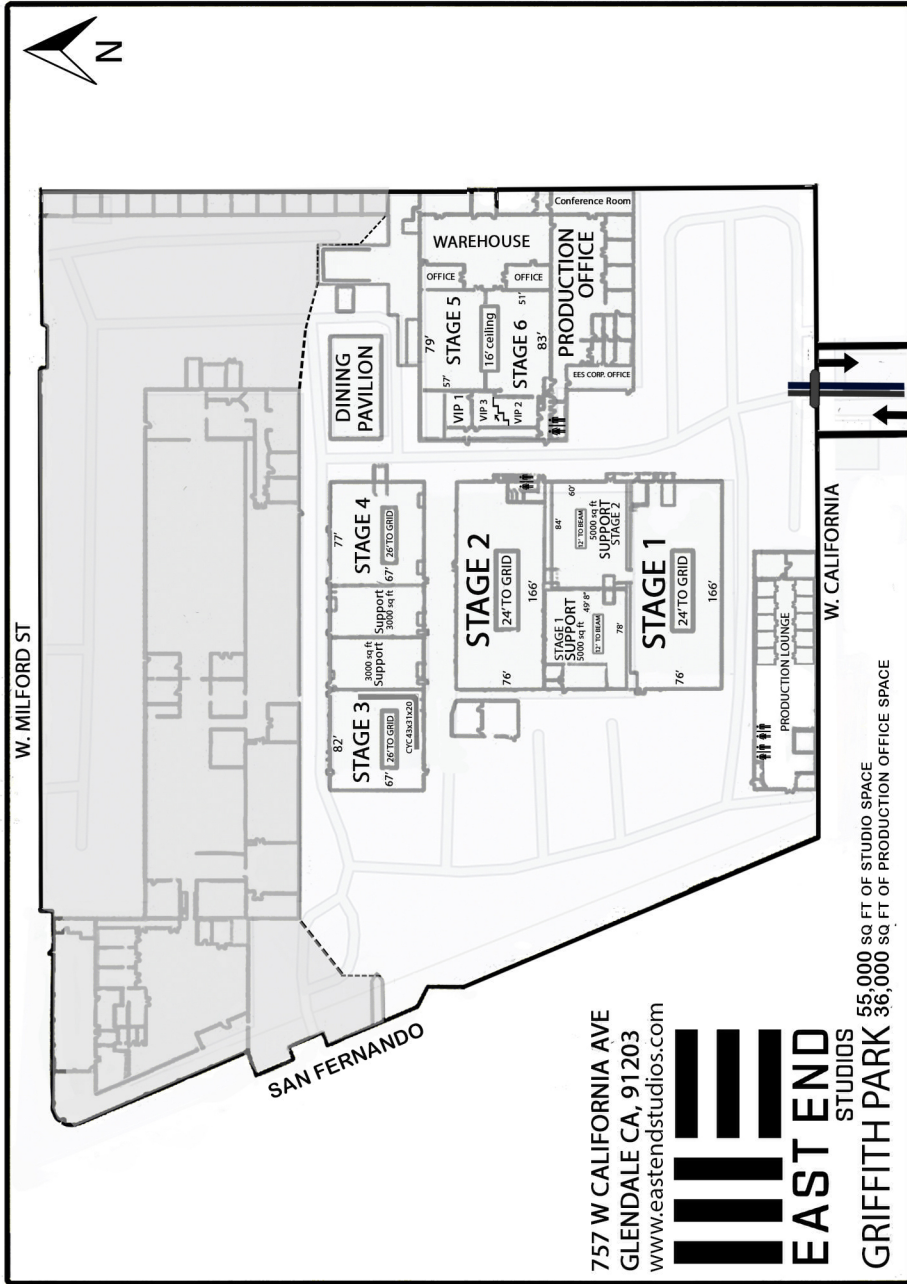 N
W. MILFORD ST
SAN FERNANDO
W. CALIFORNIA
Conference Room
WAREHOUSE
OFFICE
OFFICE
PRODUCTION
OFFICE
EES CORP. OFFICE
79'
STAGE 5
57'
16' ceiling
51'
STAGE 6
83'
VIP 1
VIP 3
VIP 2
DINING
PAVILION
77'
STAGE 4
26'TO GRID
67'
Support
3000 sq ft
3000 sq ft
Support
82'
STAGE 3
26'TO GRID
67'
CYC43x31x20
STAGE 2
24'TO GRID
166'
76'
60'
84'
12' TO BEAM
5000 sq ft
SUPPORT
STAGE 2
STAGE 1
SUPPORT
5000 sq ft
49' 8"
12' TO BEAM
78'
STAGE 1
24'TO GRID
166'
76'
PRODUCTION LOUNGE
757 W CALIFORNIA AVE
GLENDALE CA, 91203
www.eastendstudios.com
EAST END
STUDIOS
GRIFFITH PARK
55,000 SQ FT OF STUDIO SPACE
36,000 SQ FT OF PRODUCTION OFFICE SPACE